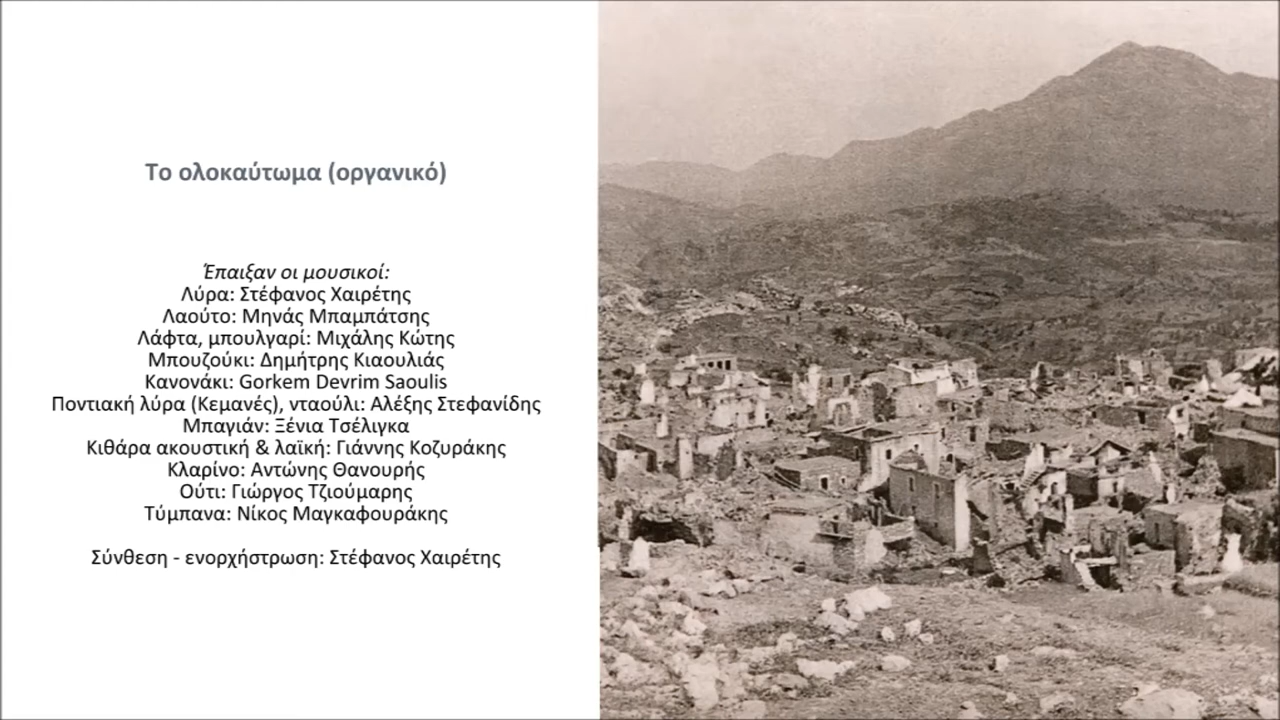 Το ολοκαύτωμα (οργανικό)
Έπαιξαν οι μουσικοί:
Λύρα: Στέφανος Χαιρέτης
Λαούτο: Μηνάς Μπαμπάτσης
Λάφτα, μπουλγαρί: Μιχάλης Κώτης
Μπουζούκι: Δημήτρης Κιαουλιάς
Κανονάκι: Gorkem Devrim Saoulis
Ποντιακή λύρα (Κεμανές), νταούλι: Αλέξης Στεφανίδης
Μπαγιάν: Ξένια Τσέλιγκα
Κιθάρα ακουστική & λαϊκή: Γιάννης Κοζυράκης
Κλαρίνο: Αντώνης Θανουρής
Ούτι: Γιώργος Τζιούμαρης
Τύμπανα: Νίκος Μαγκαφουράκης
Σύνθεση - ενορχήστρωση: Στέφανος Χαιρέτης